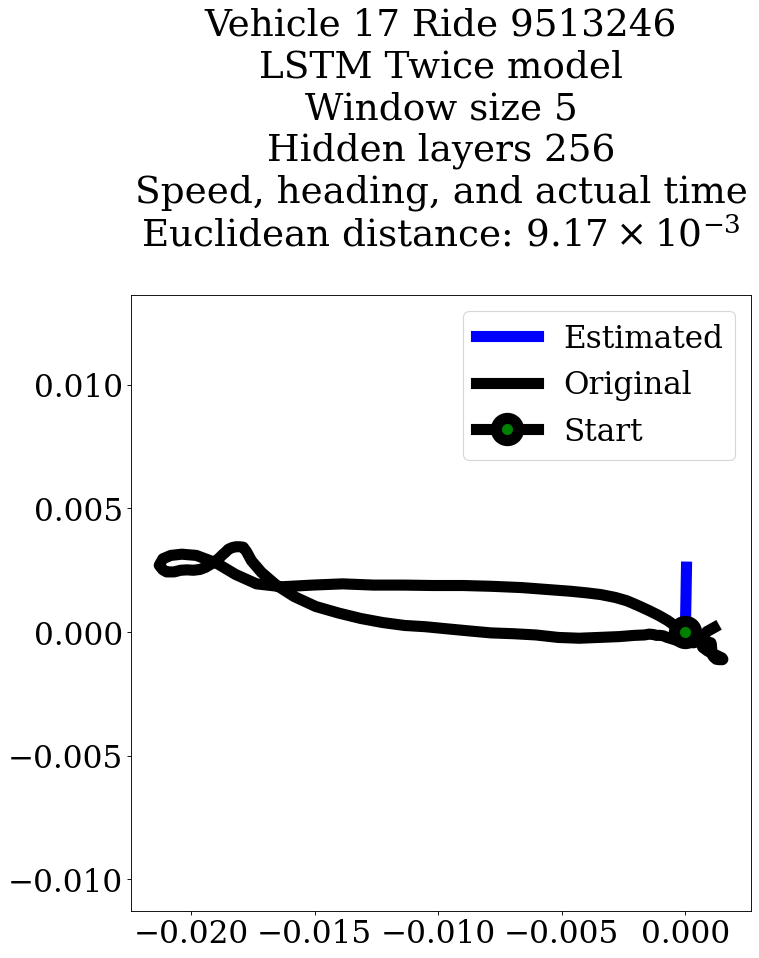 Vehicle 17 Ride 9513246
LSTM Twice model
Window size 5
Hidden layers 256
Speed, heading, and actual time
Euclidean distance: 9.17 × 10⁻³
Estimated
Original
Start
0.010
0.005
0.000
−0.005
−0.010
−0.020 −0.015 −0.010 −0.005 0.000